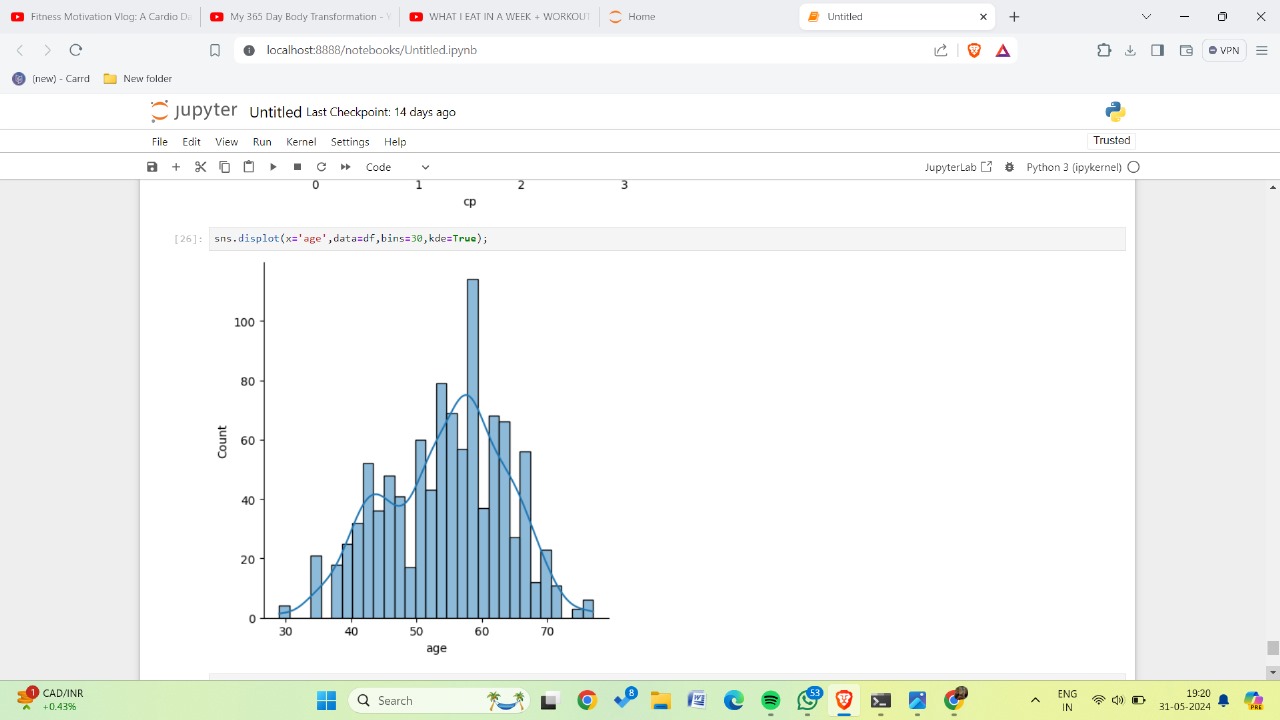 Fitness Motivation Vlog: A Cardio Da
My 365 Day Body Transformation - Y
WHAT I EAT IN A WEEK + WORKOUT
Home
Untitled
localhost:8888/notebooks/Untitled.ipynb
VPN
(new) - Carrd
New folder
jupyter Untitled Last Checkpoint: 14 days ago
File Edit View Run Kernel Settings Help
Trusted
Code
JupyterLab
Python 3 (ipykernel)
0 1 2 3
cp
[26]: sns.displot(x='age',data=df,bins=30,kde=True);
100
80
60
40
20
0
Count
30 40 50 60 70
age
1
CAD/INR
+0.43%
Search
8
53
ENG
IN
19:20
31-05-2024
PRE